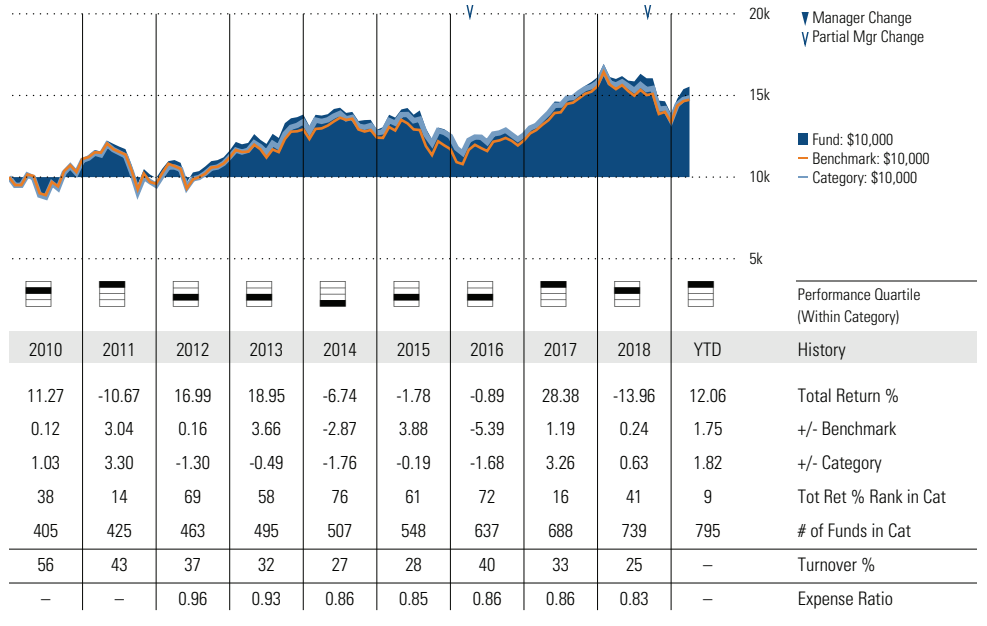 20k
Manager Change
Partial Mgr Change
15k
Fund: $10,000
Benchmark: $10,000
10k
Category: $10,000
5k
Performance Quartile
(Within Category)
2010 2011 2012 2013 2014 2015 2016 2017 2018 YTD History
11.27 -10.67 16.99 18.95 -6.74 -1.78 -0.89 28.38 -13.96 12.06 Total Return %
0.12 3.04 0.16 3.66 -2.87 3.88 -5.39 1.19 0.24 1.75 +/- Benchmark
1.03 3.30 -1.30 -0.49 -1.76 -0.19 -1.68 3.26 0.63 1.82 +/- Category
38 14 69 58 76 61 72 16 41 9 Tot Ret % Rank in Cat
405 425 463 495 507 548 637 688 739 795 # of Funds in Cat
56 43 37 32 27 28 40 33 25 – Turnover %
– – 0.96 0.93 0.86 0.85 0.86 0.86 0.83 – Expense Ratio